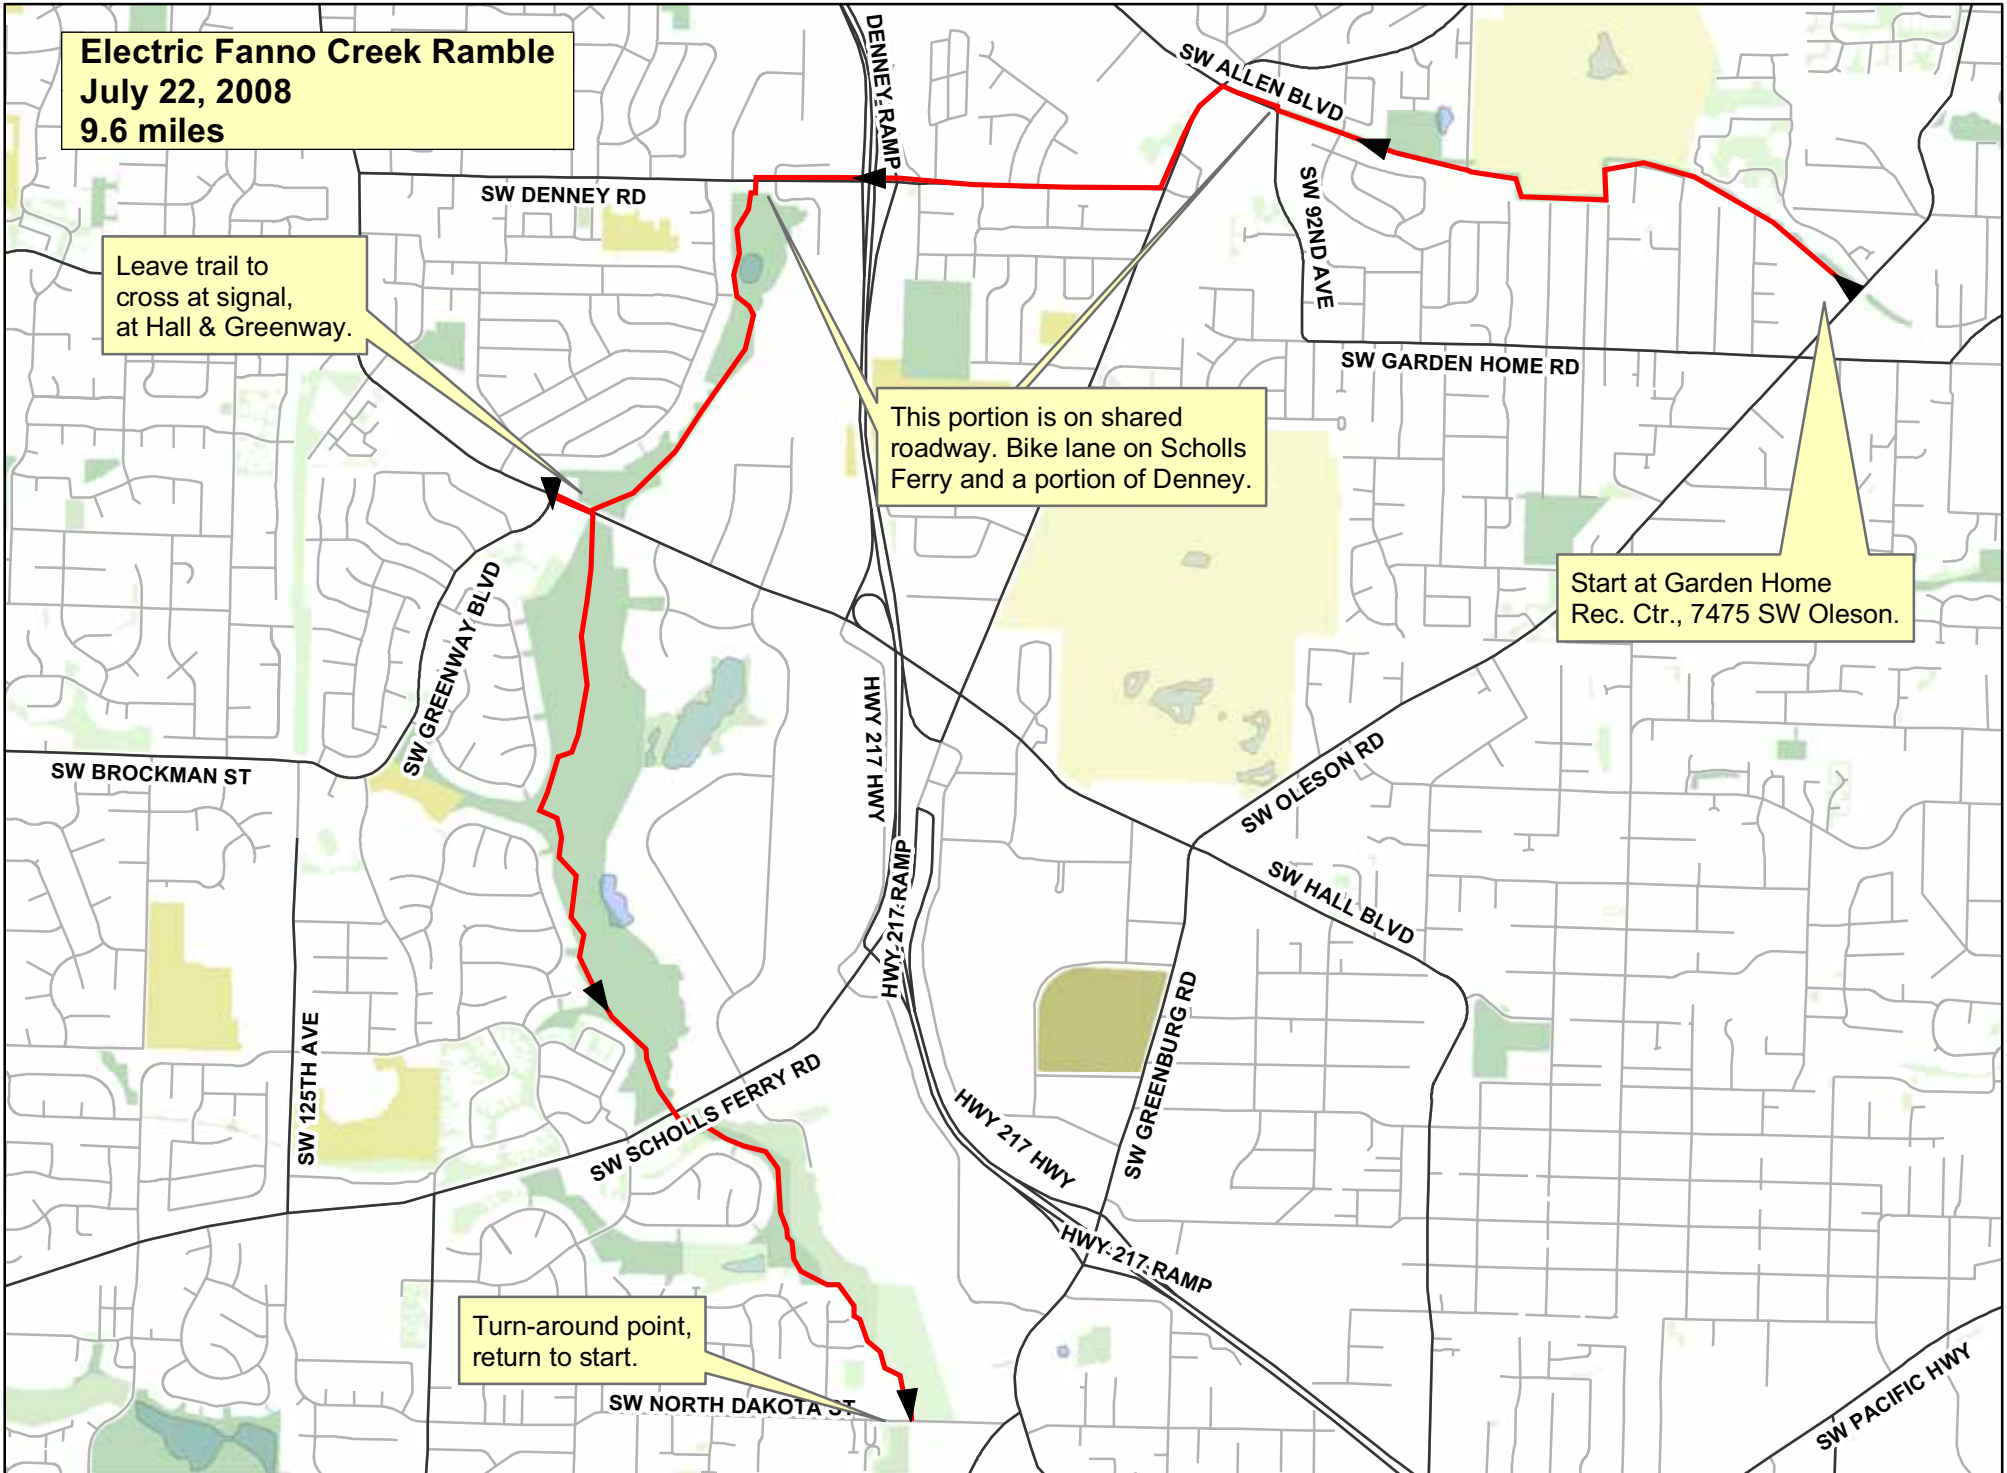 Electric Fanno Creek Ramble
July 22, 2008
9.6 miles
DENNEY RAMP
SW ALLEN BLVD
SW DENNEY RD
SW 92ND AVE
Leave trail to
cross at signal,
at Hall & Greenway.
SW GARDEN HOME RD
This portion is on shared
roadway. Bike lane on Scholls
Ferry and a portion of Denney.
Start at Garden Home
Rec. Ctr., 7475 SW Oleson.
SW GREENWAY BLVD
HWY 217 HWY
SW BROCKMAN ST
SW OLESON RD
HWY 217 RAMP
SW HALL BLVD
SW 125TH AVE
SW GREENBURG RD
SW SCHOLLS FERRY RD
HWY 217 HWY
HWY 217 RAMP
Turn-around point,
return to start.
SW NORTH DAKOTA ST
SW PACIFIC HWY